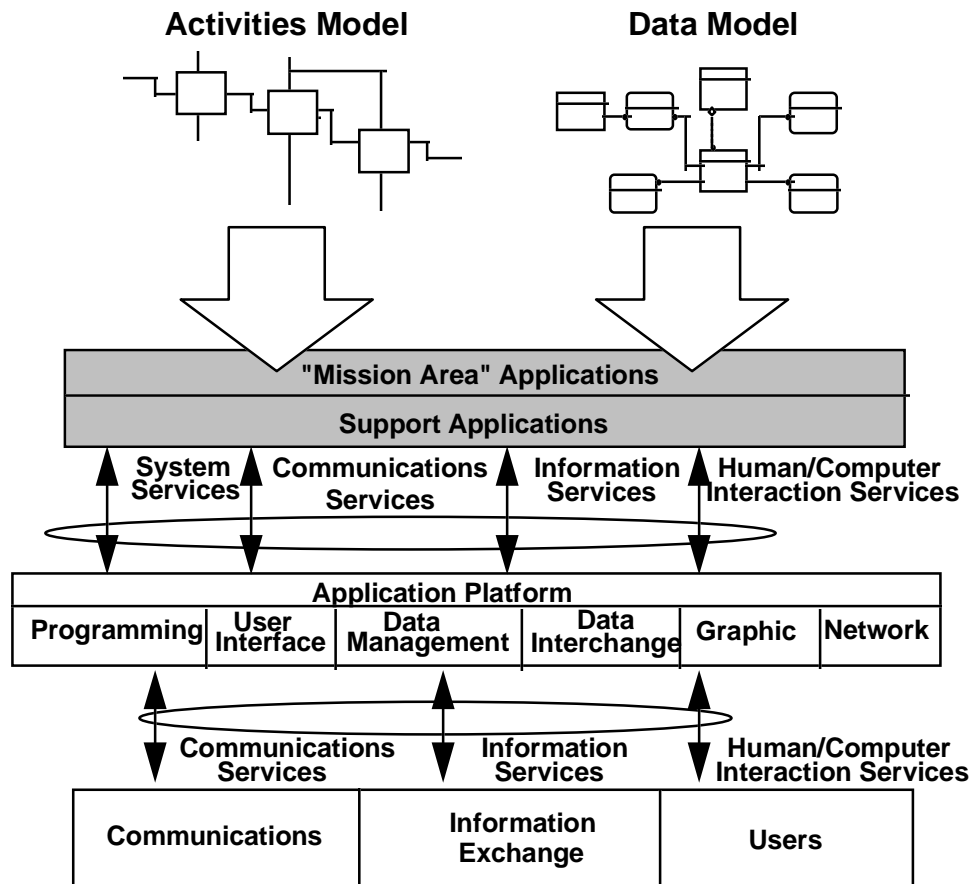 Activities Model
Data Model
"Mission Area" Applications
Support Applications
System
Services
Communications
Services
Information
Services
Human/Computer
Interaction Services
Application Platform
Programming
User
Interface
Data
Management
Data
Interchange
Graphic
Network
Communications
Services
Information
Services
Human/Computer
Interaction Services
Communications
Information
Exchange
Users